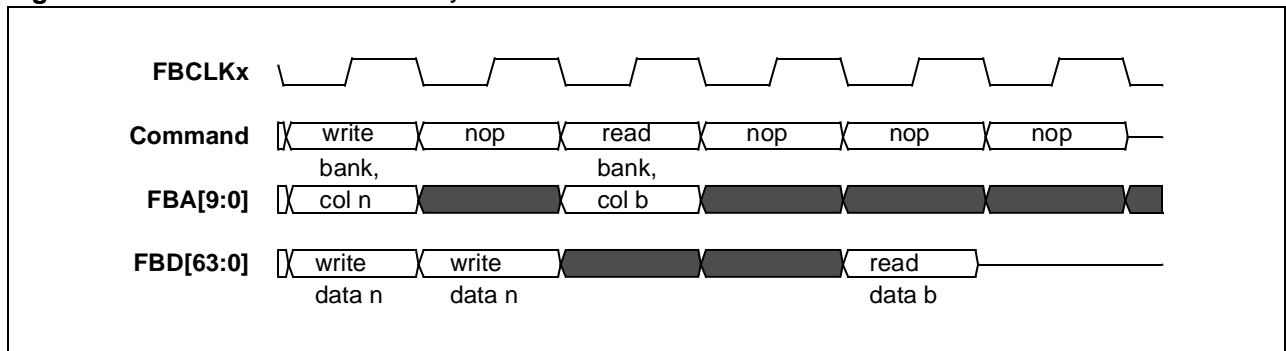 FBCLKx
Command write nop read nop nop nop
bank, bank,
FBA[9:0] col n col b
FBD[63:0] write write read
data n data n data b